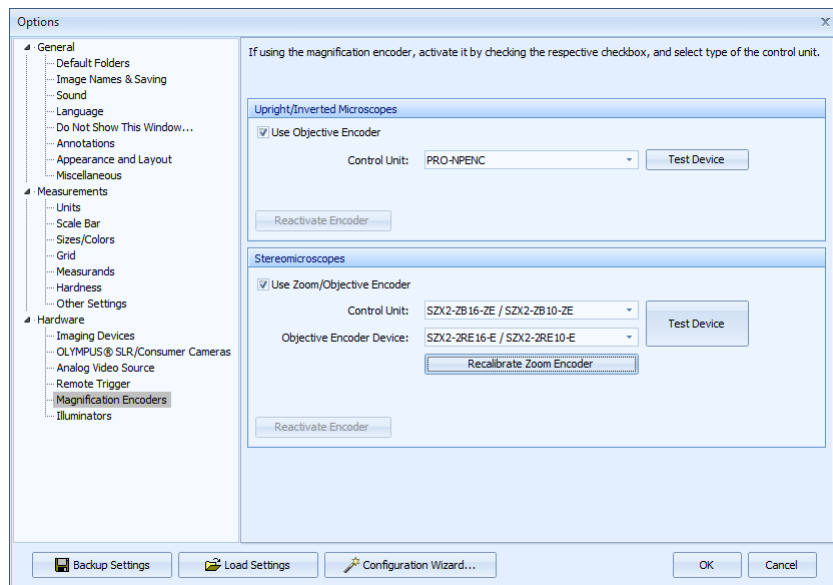 Options
General
Default Folders
Image Names & Saving
Sound
Language
Do Not Show This Window...
Annotations
Appearance and Layout
Miscellaneous
Measurements
Units
Scale Bar
Sizes/Colors
Grid
Measurands
Hardness
Other Settings
Hardware
Imaging Devices
OLYMPUS® SLR/Consumer Cameras
Analog Video Source
Remote Trigger
Magnification Encoders
Illuminators
If using the magnification encoder, activate it by checking the respective checkbox, and select type of the control unit.
Upright/Inverted Microscopes
Use Objective Encoder
Control Unit: PRO-NPENC Test Device
Reactivate Encoder
Stereomicroscopes
Use Zoom/Objective Encoder
Control Unit: SZX2-ZB16-ZE / SZX2-ZB10-ZE
Test Device
Objective Encoder Device: SZX2-2RE16-E / SZX2-2RE10-E
Recalibrate Zoom Encoder
Reactivate Encoder
Backup Settings Load Settings Configuration Wizard... OK Cancel